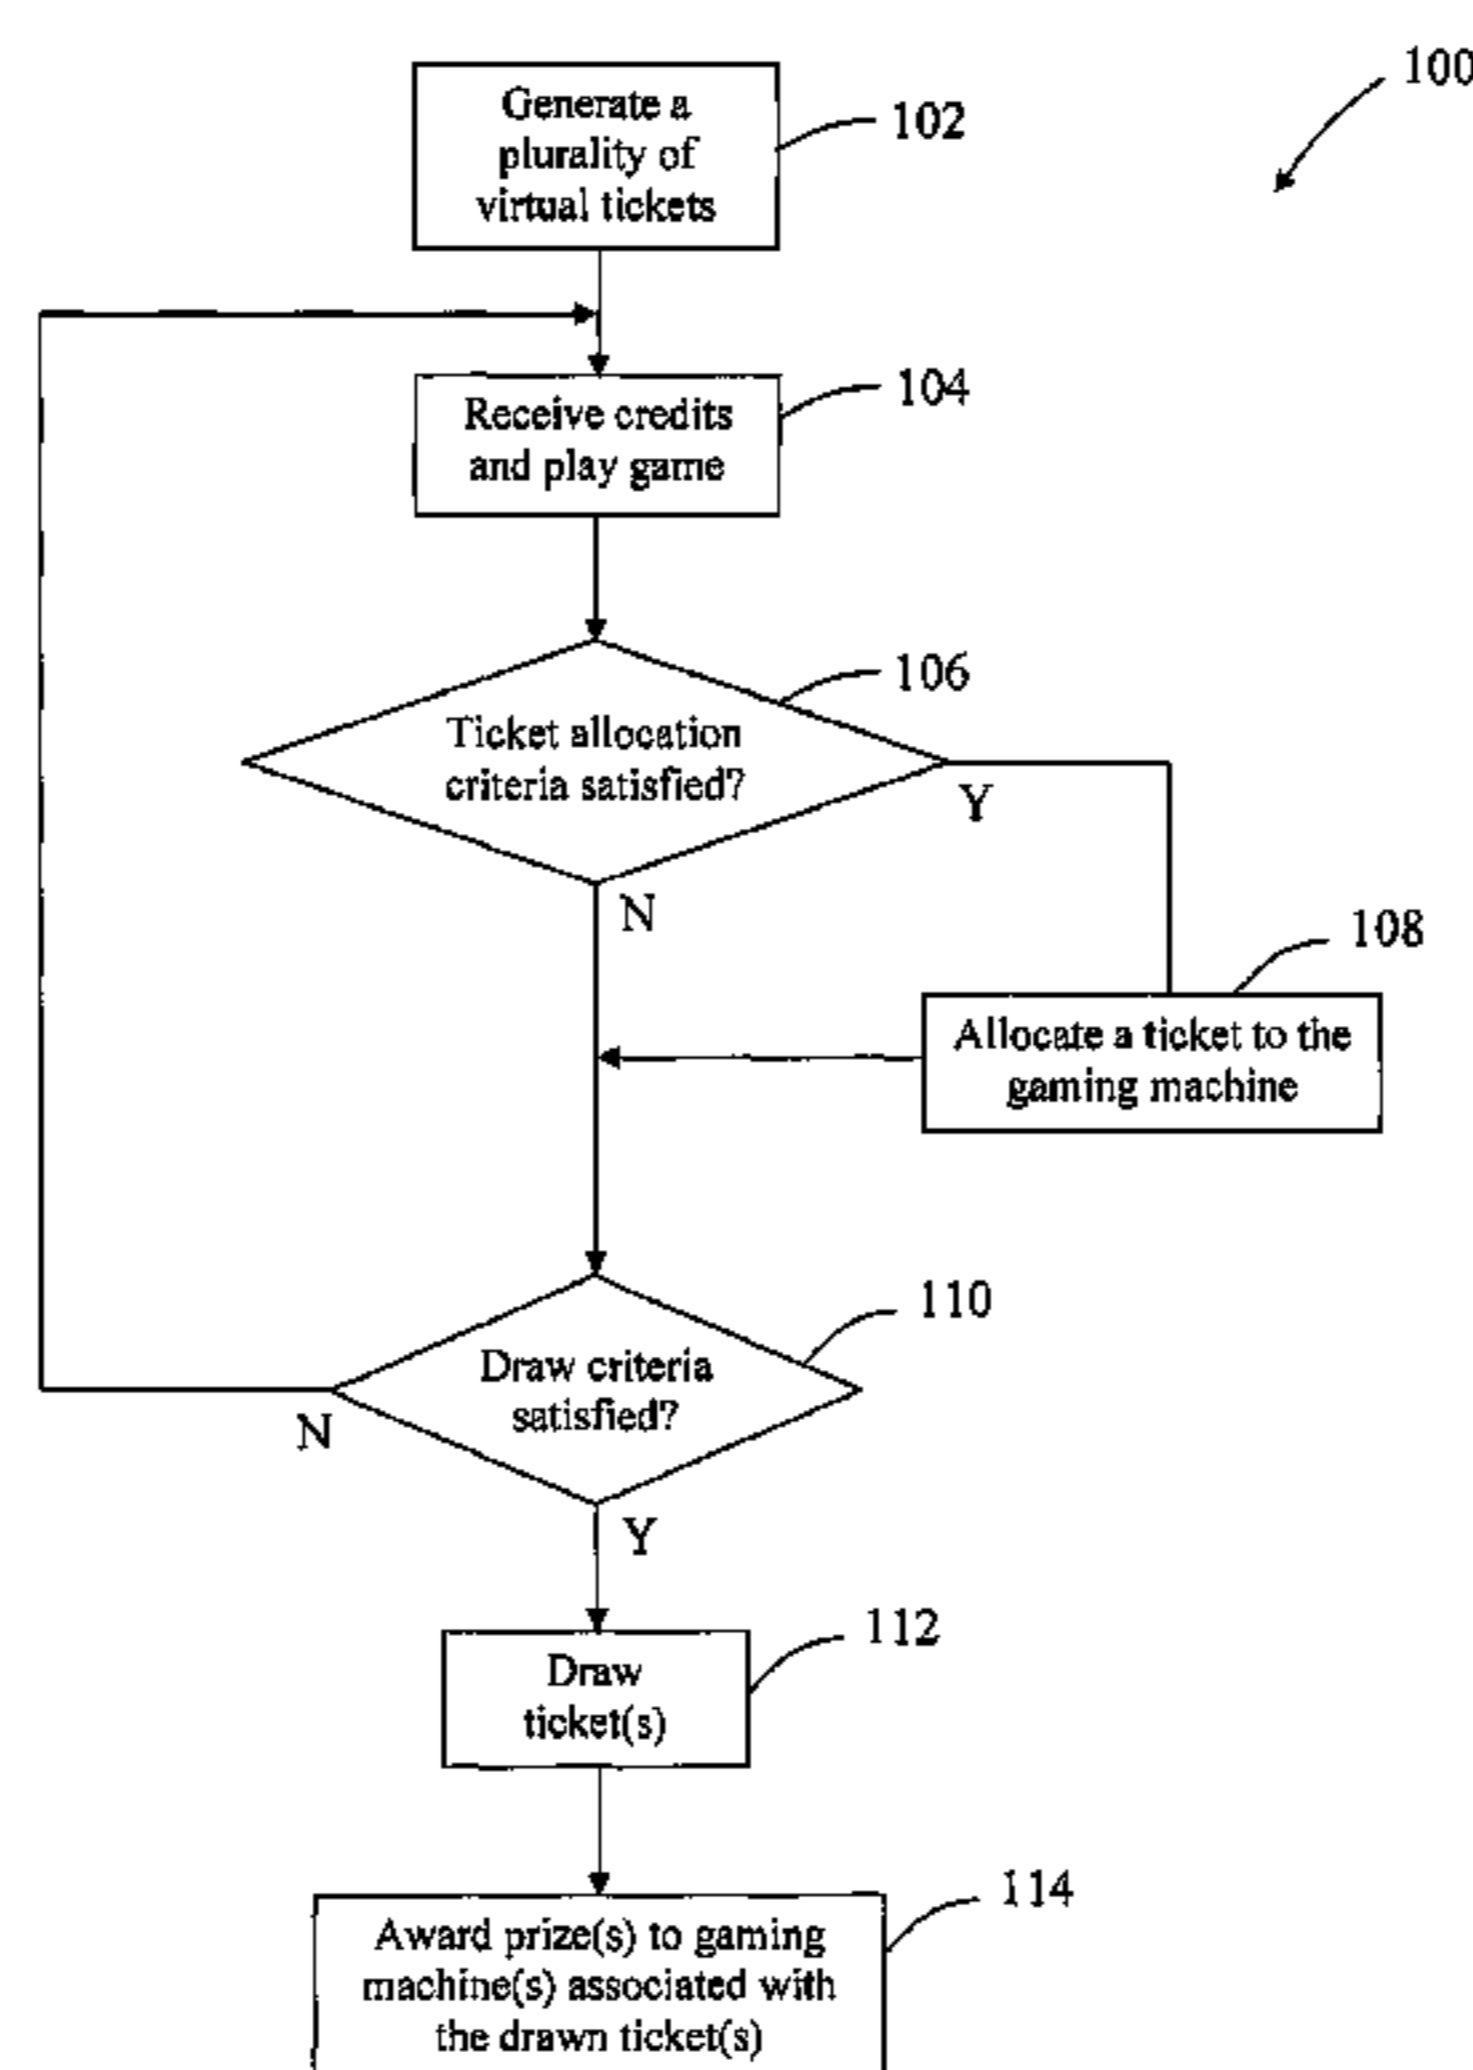 100
Generate a
plurality of
virtual tickets
102
Receive credits
and play game
104
Ticket allocation
criteria satisfied?
106
Y
N
108
Allocate a ticket to the
gaming machine
110
Draw criteria
satisfied?
N
Y
112
Draw
ticket(s)
114
Award prize(s) to gaming
machine(s) associated with
the drawn ticket(s)